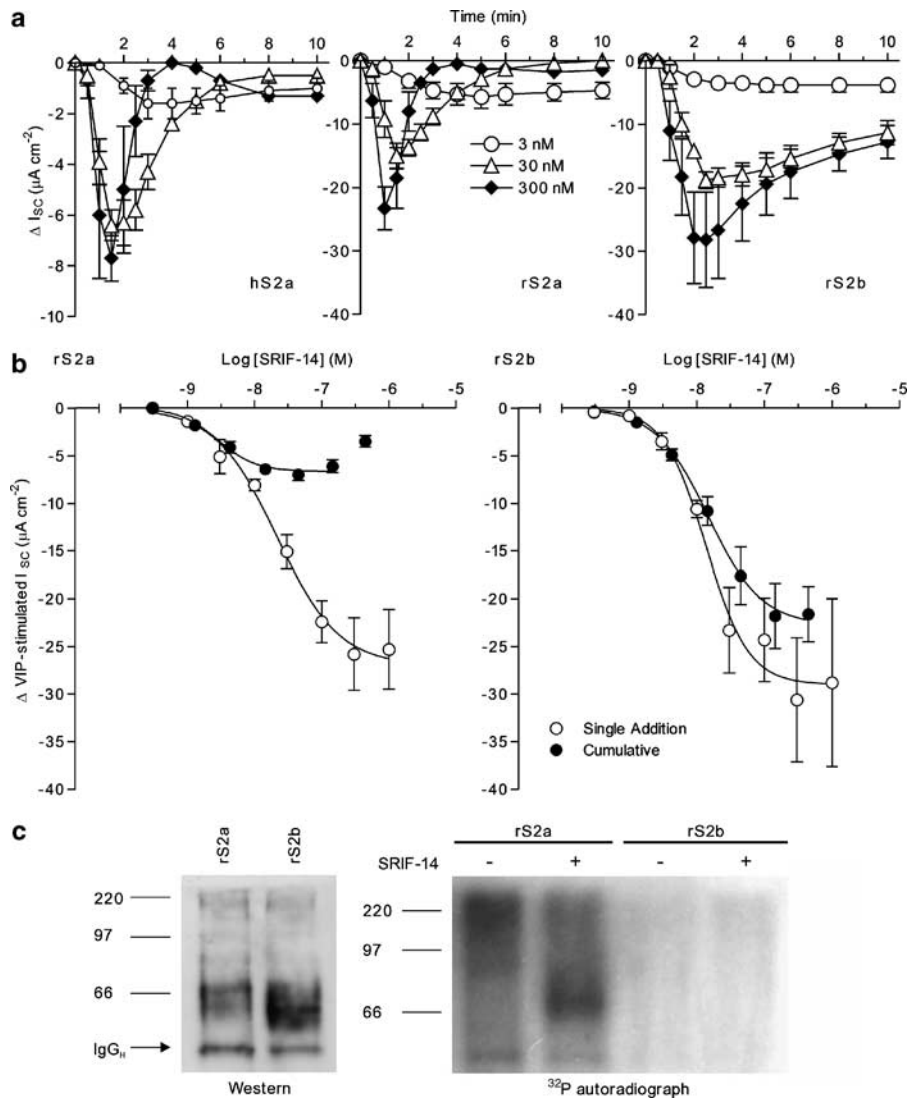 a
Time (min)
2 4 6 8 10
2 4 6 8 10
2 4 6 8 10
0
-2
-4
-6
-8
-10
Δ ISC (µA cm⁻²)
hS2a
0
-10
-20
-30
-40
3 nM
30 nM
300 nM
rS2a
0
-10
-20
-30
-40
rS2b
b
rS2a
Log [SRIF-14] (M)
-9 -8 -7 -6 -5
0
-5
-10
-15
-20
-25
-30
-35
-40
Δ VIP-stimulated I SC (µA cm⁻²)
rS2b
Log [SRIF-14] (M)
-9 -8 -7 -6 -5
0
-5
-10
-15
-20
-25
-30
-35
-40
Single Addition
Cumulative
c
rS2a
rS2b
220
97
66
IgGH
Western
rS2a rS2b
SRIF-14 - + - +
220
97
66
³²P autoradiograph